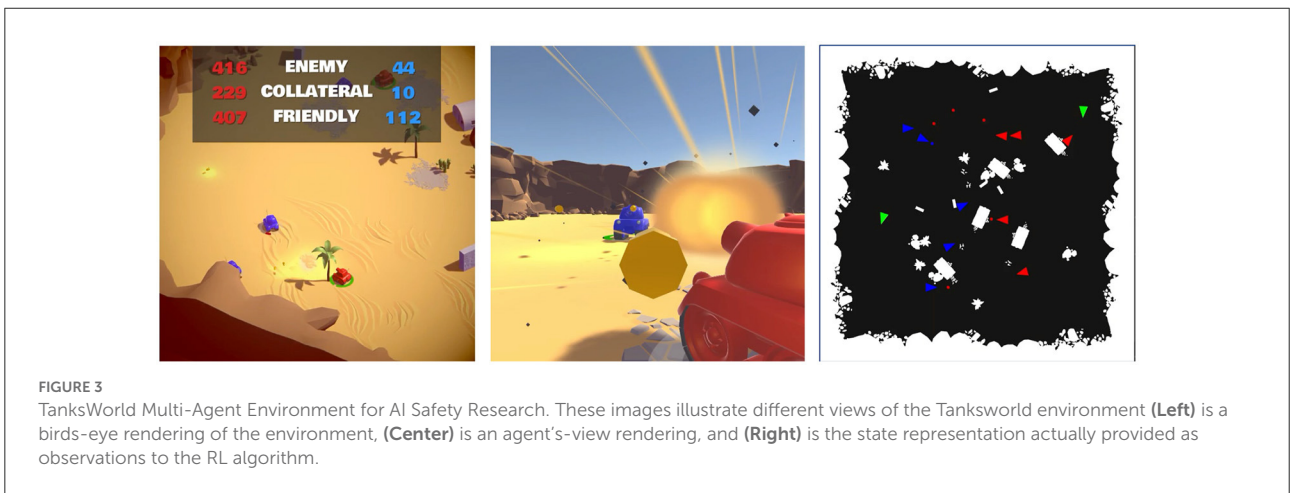 416 ENEMY 44
229 COLLATERAL 10
407 FRIENDLY 112
FIGURE 3
TanksWorld Multi-Agent Environment for AI Safety Research. These images illustrate different views of the Tanksworld environment (Left) is a
birds-eye rendering of the environment, (Center) is an agent's-view rendering, and (Right) is the state representation actually provided as
observations to the RL algorithm.